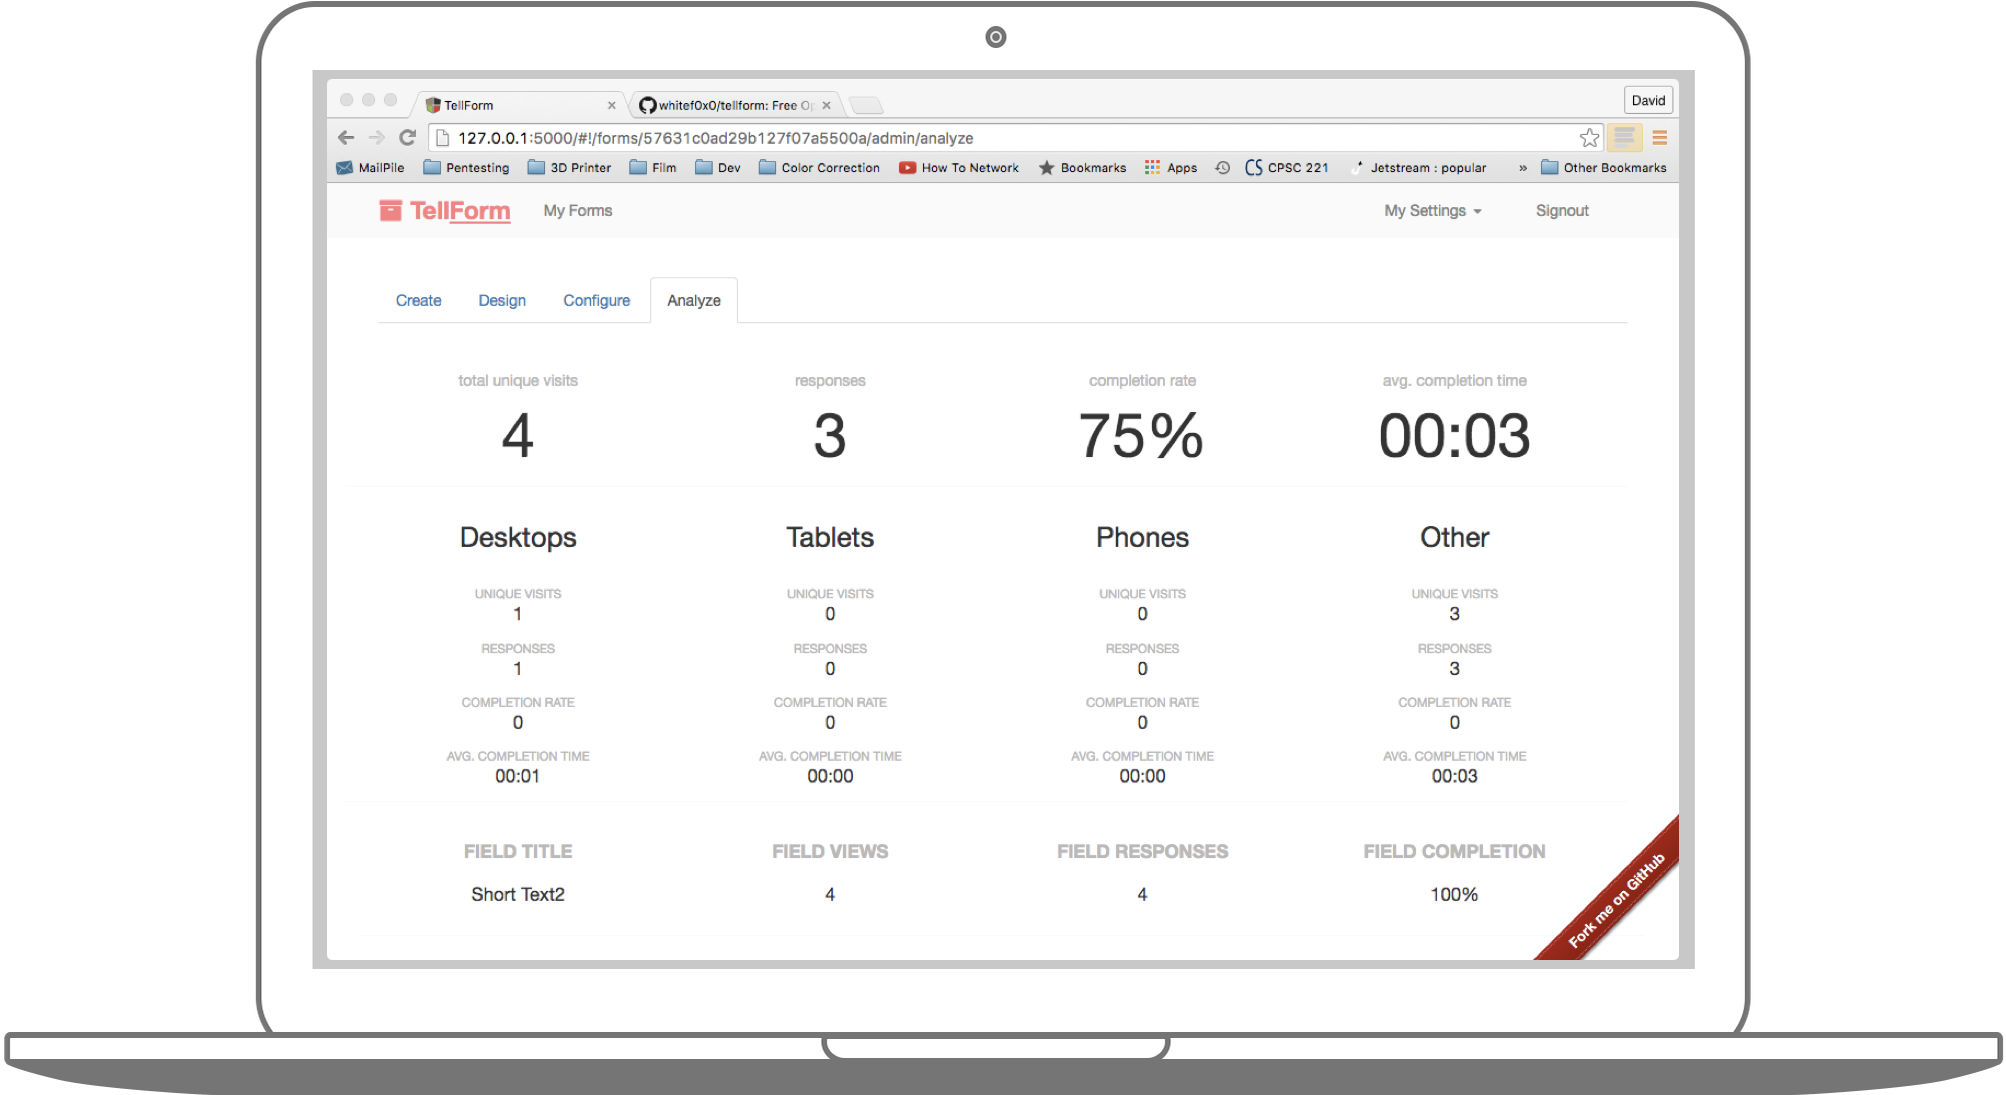 TellForm
whitef0x0/tellform: Free Op
David
127.0.0.1:5000/#!/forms/57631c0ad29b127f07a5500a/admin/analyze
MailPile Pentesting 3D Printer Film Dev Color Correction How To Network Bookmarks Apps CS CPSC 221 Jetstream : popular » Other Bookmarks
TellForm My Forms My Settings Signout
Create Design Configure Analyze
total unique visits responses completion rate avg. completion time
4 3 75% 00:03
Desktops Tablets Phones Other
UNIQUE VISITS UNIQUE VISITS UNIQUE VISITS UNIQUE VISITS
1 0 0 3
RESPONSES RESPONSES RESPONSES RESPONSES
1 0 0 3
COMPLETION RATE COMPLETION RATE COMPLETION RATE COMPLETION RATE
0 0 0 0
AVG. COMPLETION TIME AVG. COMPLETION TIME AVG. COMPLETION TIME AVG. COMPLETION TIME
00:01 00:00 00:00 00:03
FIELD TITLE FIELD VIEWS FIELD RESPONSES FIELD COMPLETION
Short Text2 4 4 100%
Fork me on GitHub